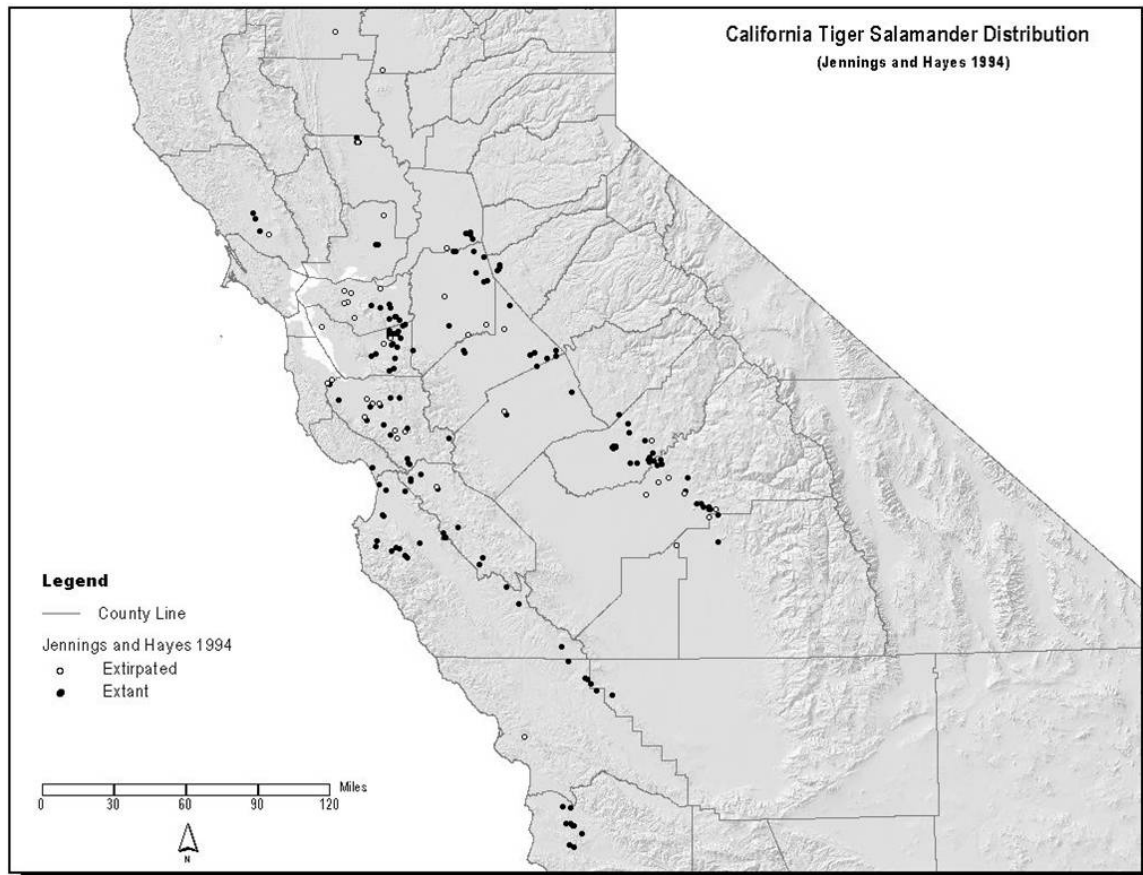 California Tiger Salamander Distribution
(Jennings and Hayes 1994)
Legend
County Line
Jennings and Hayes 1994
Extirpated
Extant
Miles
0 30 60 90 120
N